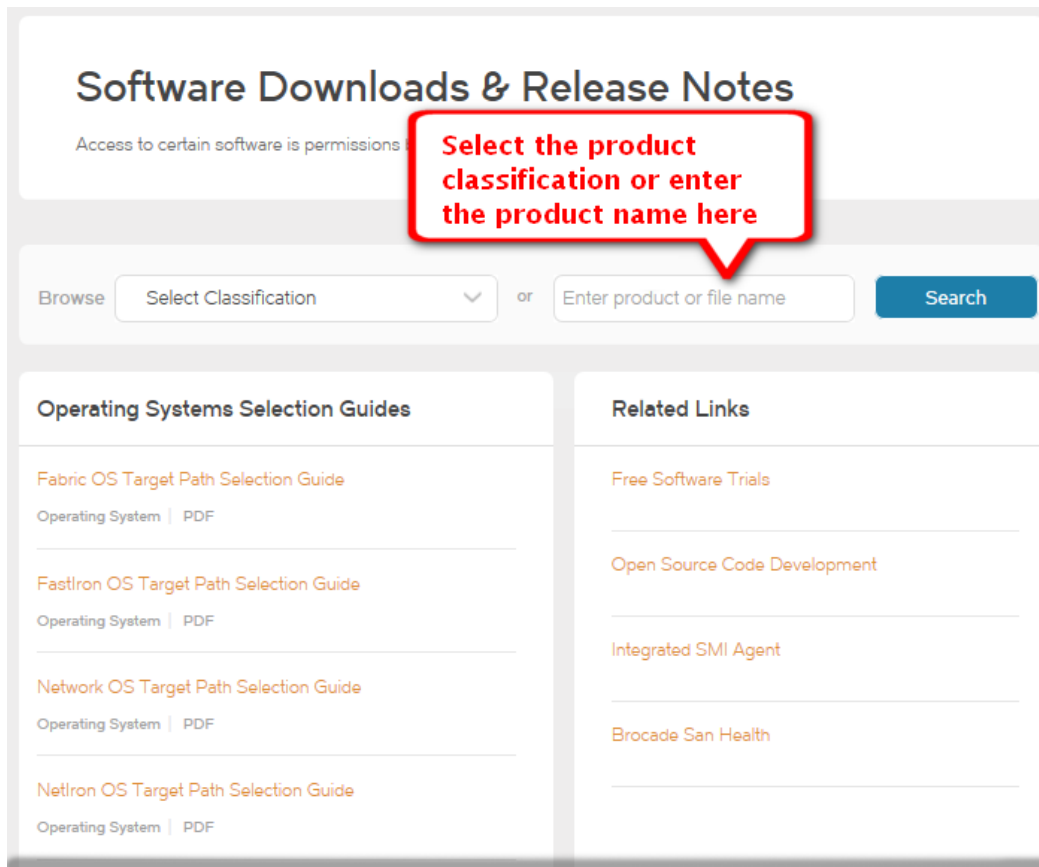 Software Downloads & Release Notes
Access to certain software is permissions
Select the product
classification or enter
the product name here
Browse
Select Classification
or
Enter product or file name
Search
Operating Systems Selection Guides
Fabric OS Target Path Selection Guide
Operating System | PDF
FastIron OS Target Path Selection Guide
Operating System | PDF
Network OS Target Path Selection Guide
Operating System | PDF
NetIron OS Target Path Selection Guide
Operating System | PDF
Related Links
Free Software Trials
Open Source Code Development
Integrated SMI Agent
Brocade San Health